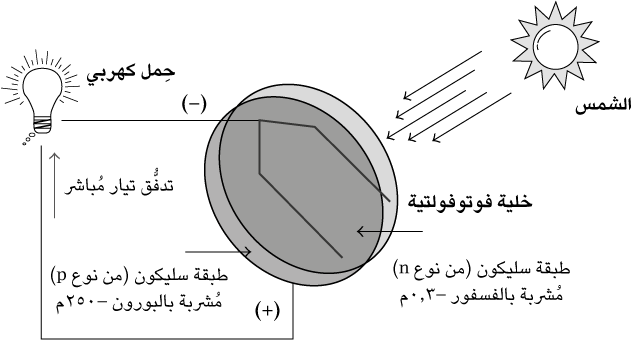 الشمس
حِمل كهربي
(−)
تدفُّق تيار مُباشر
خلية فوتوفولتية
طبقة سليكون (من نوع n)
مُشربة بالفسفور −٠٫٣م
طبقة سليكون (من نوع p)
مُشربة بالبورون −٢٥٠م
(+)